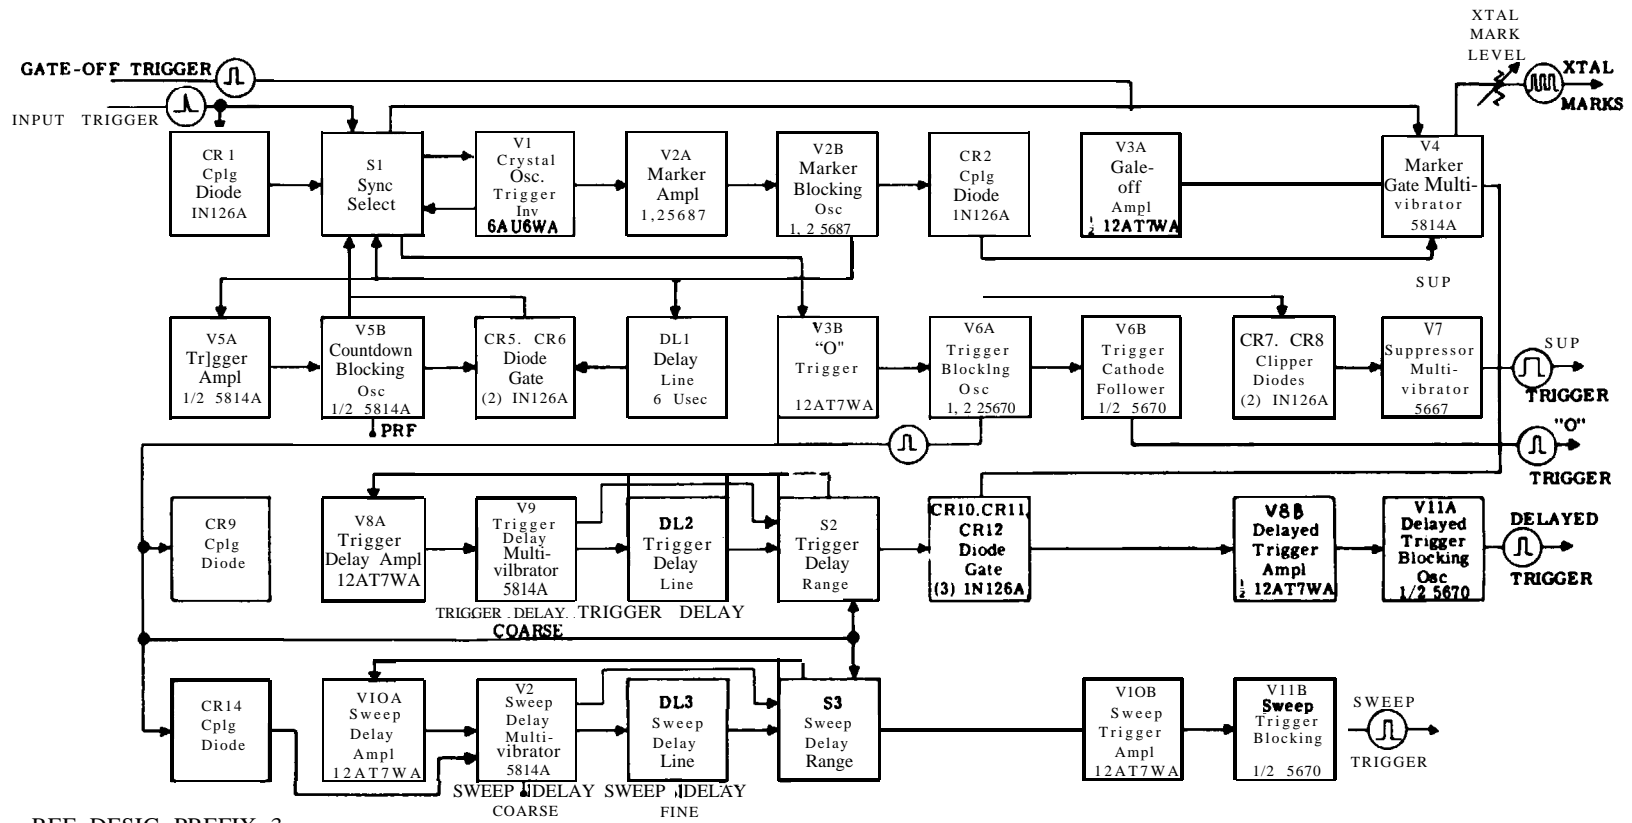 XTAL
MARK
LEVEL
GATE-OFF TRIGGER
XTAL
MARKS
INPUT TRIGGER
CR 1
Cplg
Diode
IN126A
S1
Sync
Select
V1
Crystal
Osc.
Trigger
Inv
6AU6WA
V2A
Marker
Ampl
1,25687
V2B
Marker
Blocking
Osc
1, 2 5687
CR2
Cplg
Diode
1N126A
V3A
Gale-
off
Ampl
½ 12AT7WA
V4
Marker
Gate Multi-
vibrator
5814A
SUP
V5A
Tr]gger
Ampl
1/2 5814A
V5B
Countdown
Blocking
Osc
1/2 5814A
PRF
CR5. CR6
Diode
Gate
(2) IN126A
DL1
Delay
Line
6 Usec
V3B
“O"
Trigger
12AT7WA
V6A
Trigger
Blocklng
Osc
1, 2 25670
V6B
Trigger
Cathode
Follower
1/2 5670
CR7. CR8
Clipper
Diodes
(2) IN126A
V7
Suppressor
Multi-
vibrator
5667
SUP
TRIGGER
"O"
TRIGGER
CR9
Cplg
Diode
V8A
Trigger
Delay Ampl
12AT7WA
V9
Trigger
Delay
Multi-
vilbrator
5814A
TRIGGER . DELAY. .
COARSE
DL2
Trigger
Delay
Line
TRIGGER DELAY
S2
Trigger
Delay
Range
CR10.CR11,
CR12
Diode
Gate
(3) 1N126A
V8B
Delayed
Trigger
Ampl
½ 12AT7WA
V11A
Delayed
Trigger
Blocking
Osc
1/2 5670
DELAYED
TRIGGER
CR14
Cplg
Diode
VIOA
Sweep
Delay
Ampl
12AT7WA
V2
Sweep
Delay
Multi-
vibrator
5814A
SWEEP DELAY
COARSE
DL3
Sweep
Delay
Line
SWEEP DELAY
FINE
S3
Sweep
Delay
Range
V1OB
Sweep
Trigger
Ampl
12AT7WA
V11B
Sweep
Trigger
Blocking
1/2 5670
SWEEP
TRIGGER